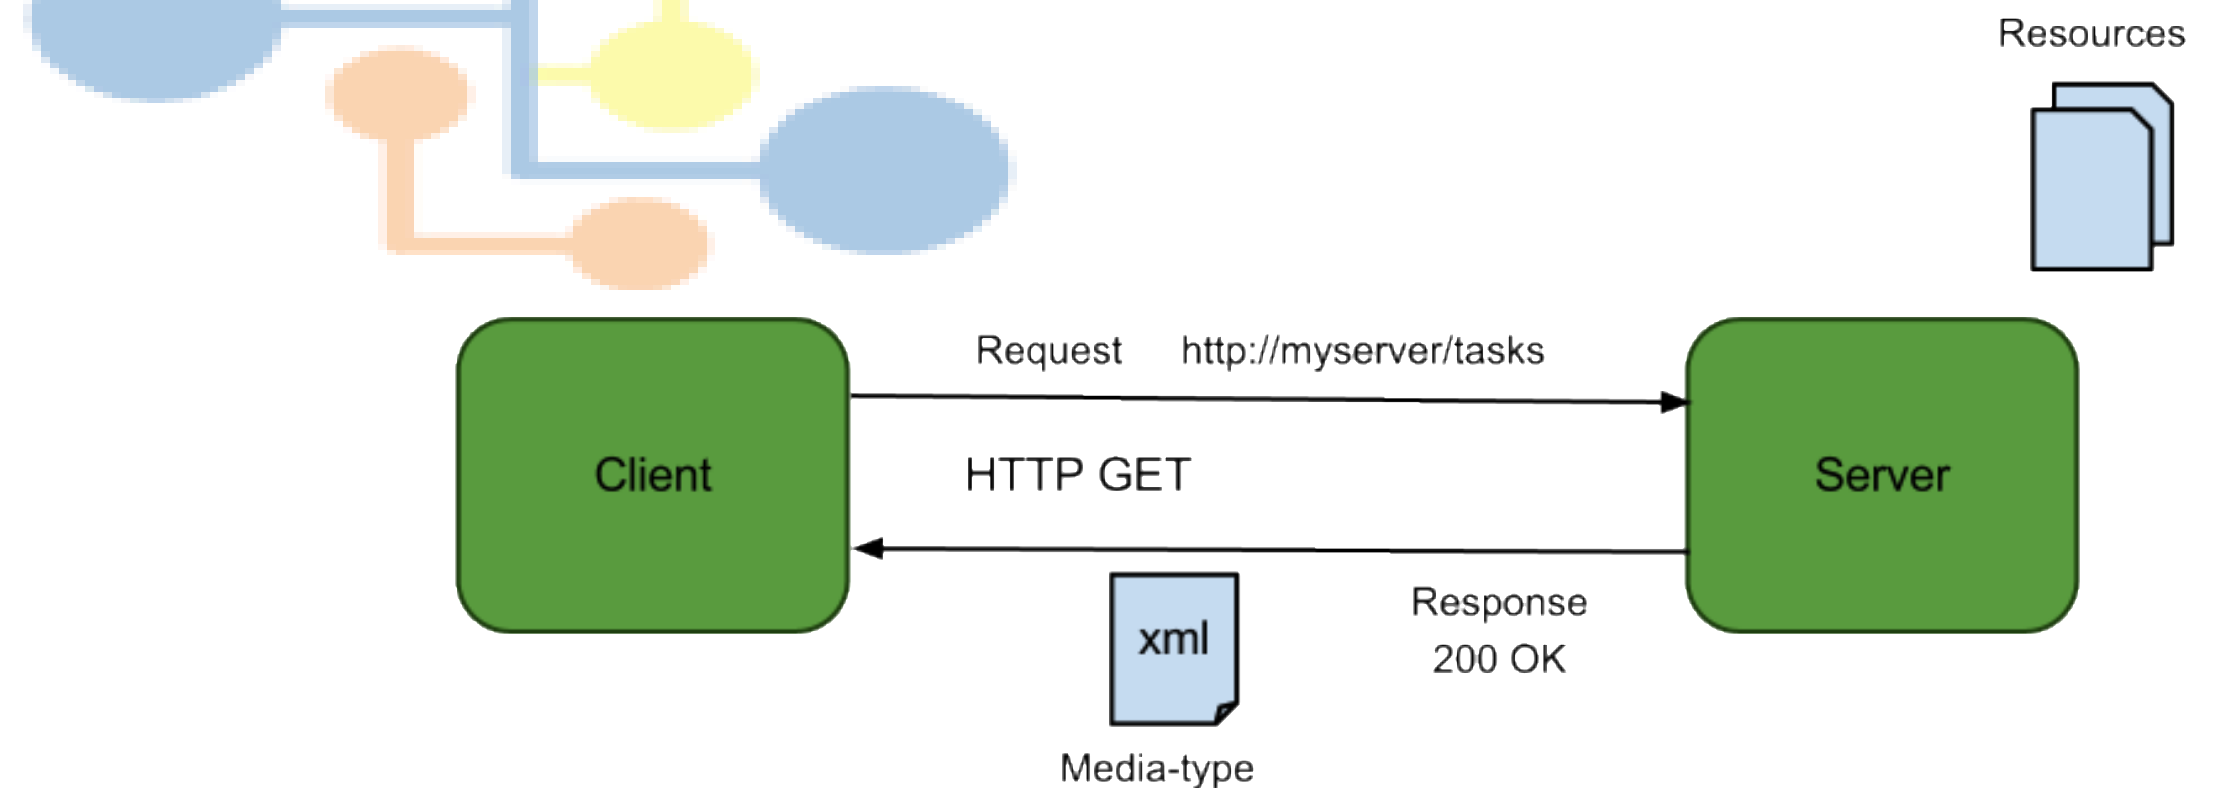 Resources
Request http://myserver/tasks
Client
HTTP GET
Server
xml
Response
200 OK
Media-type